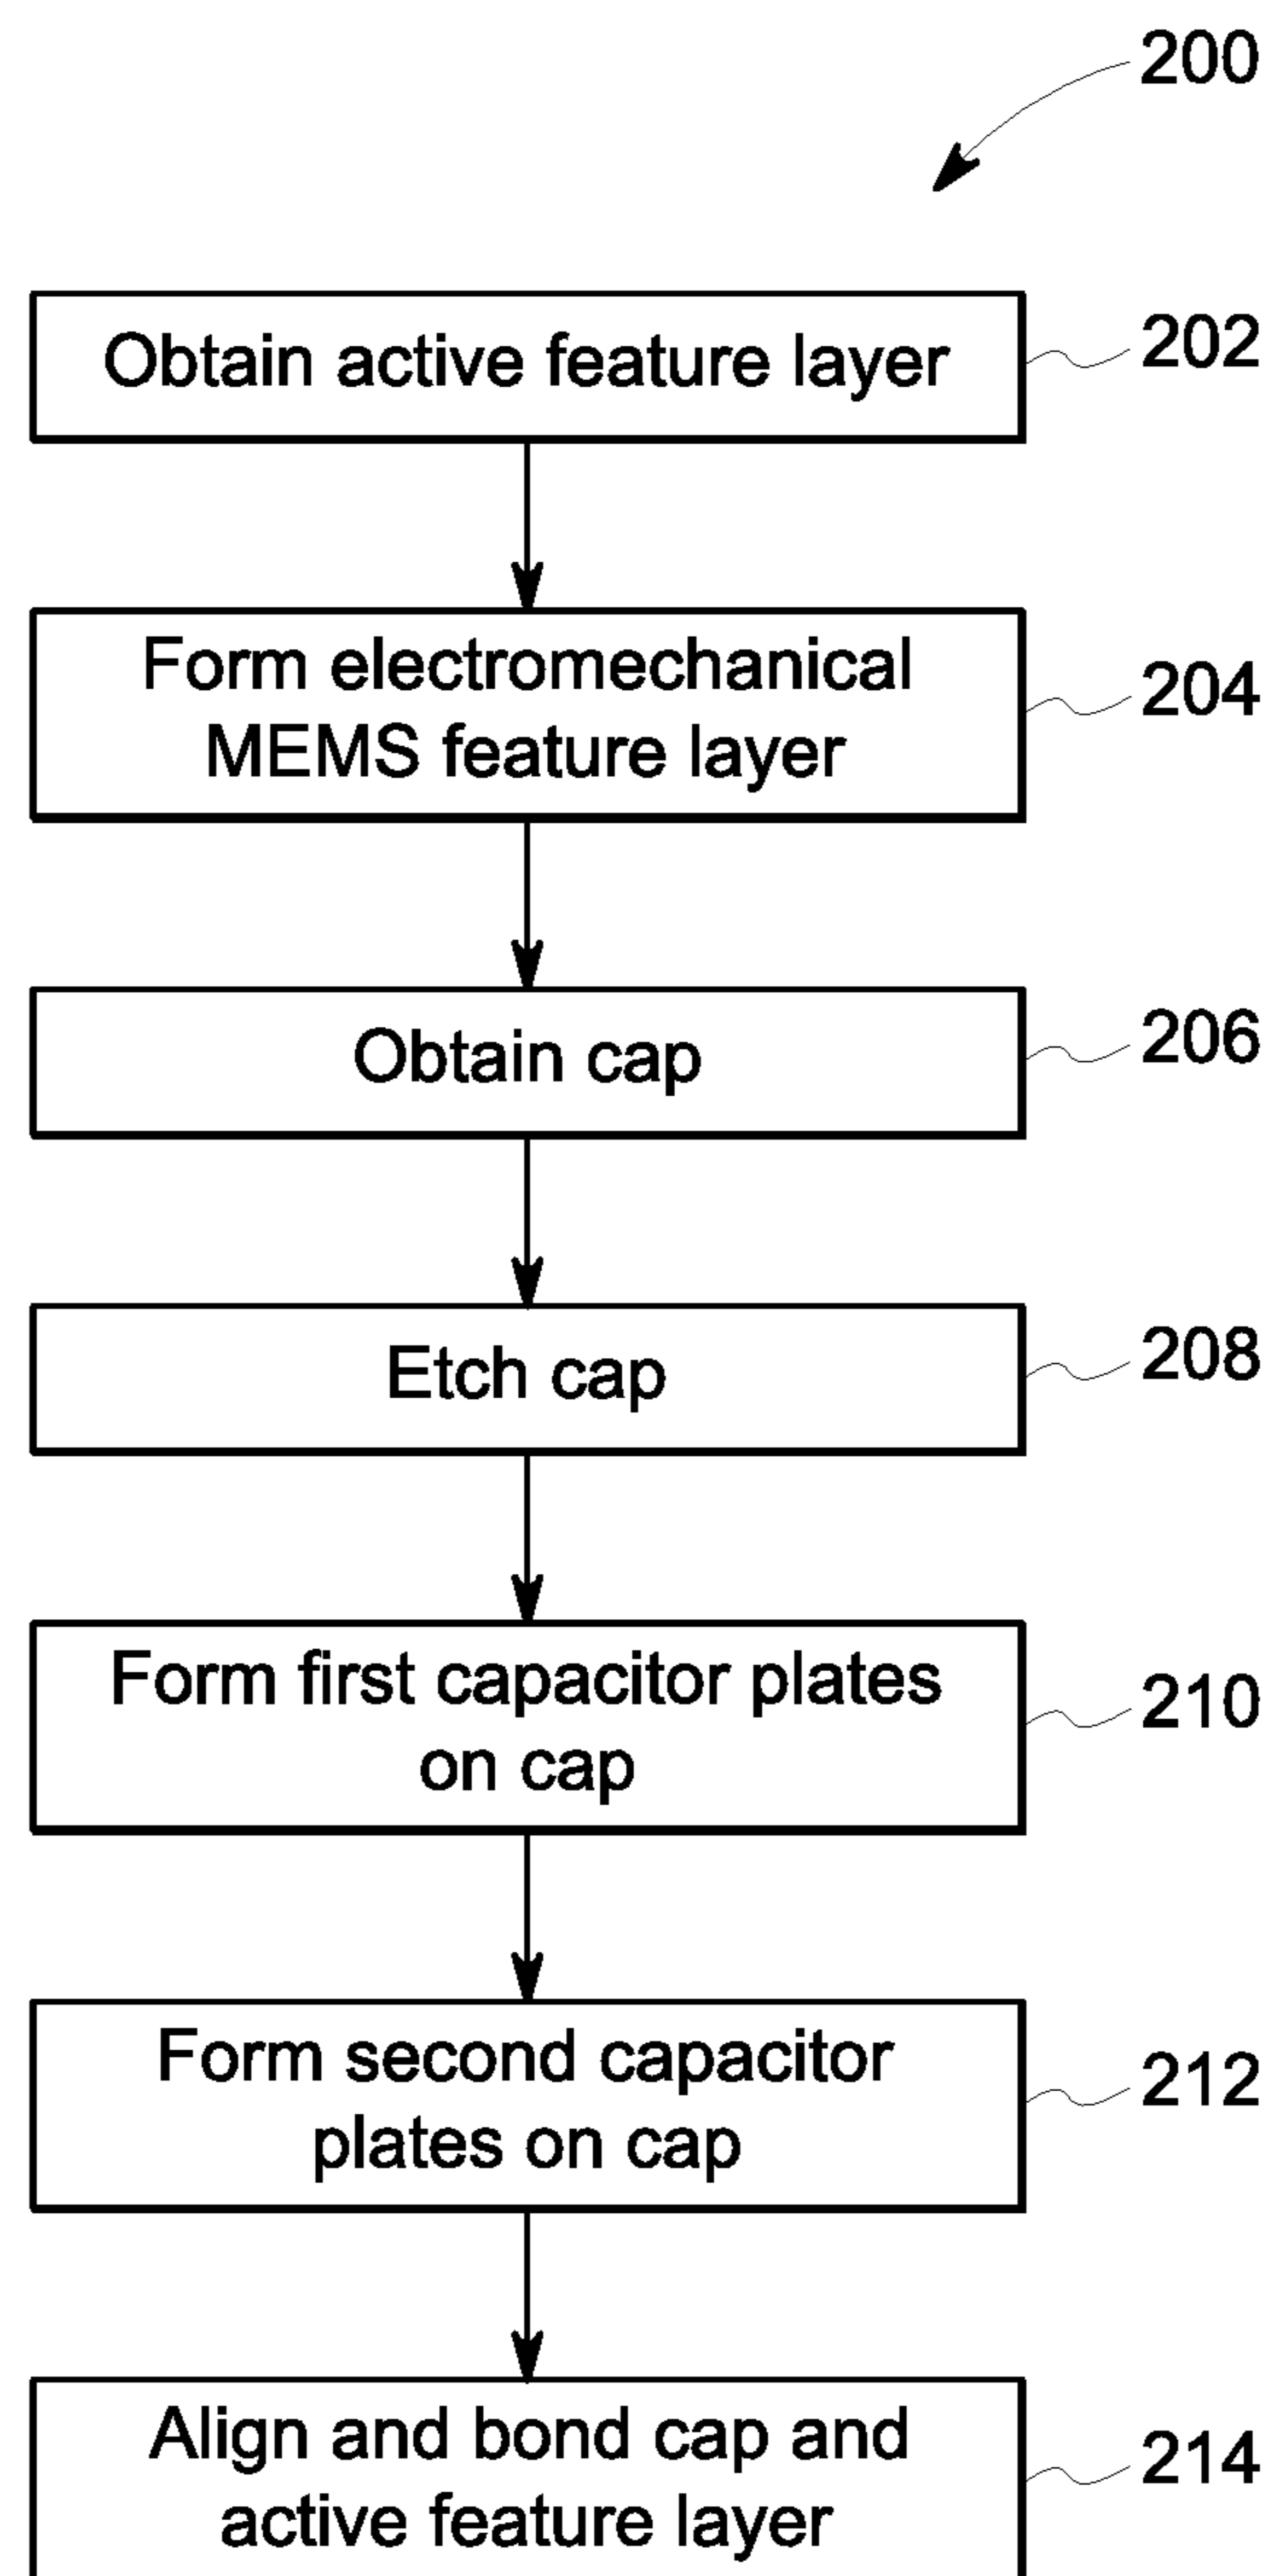 200
Obtain active feature layer
202
Form electromechanical
MEMS feature layer
204
Obtain cap
206
Etch cap
208
Form first capacitor plates
on cap
210
Form second capacitor
plates on cap
212
Align and bond cap and
active feature layer
214